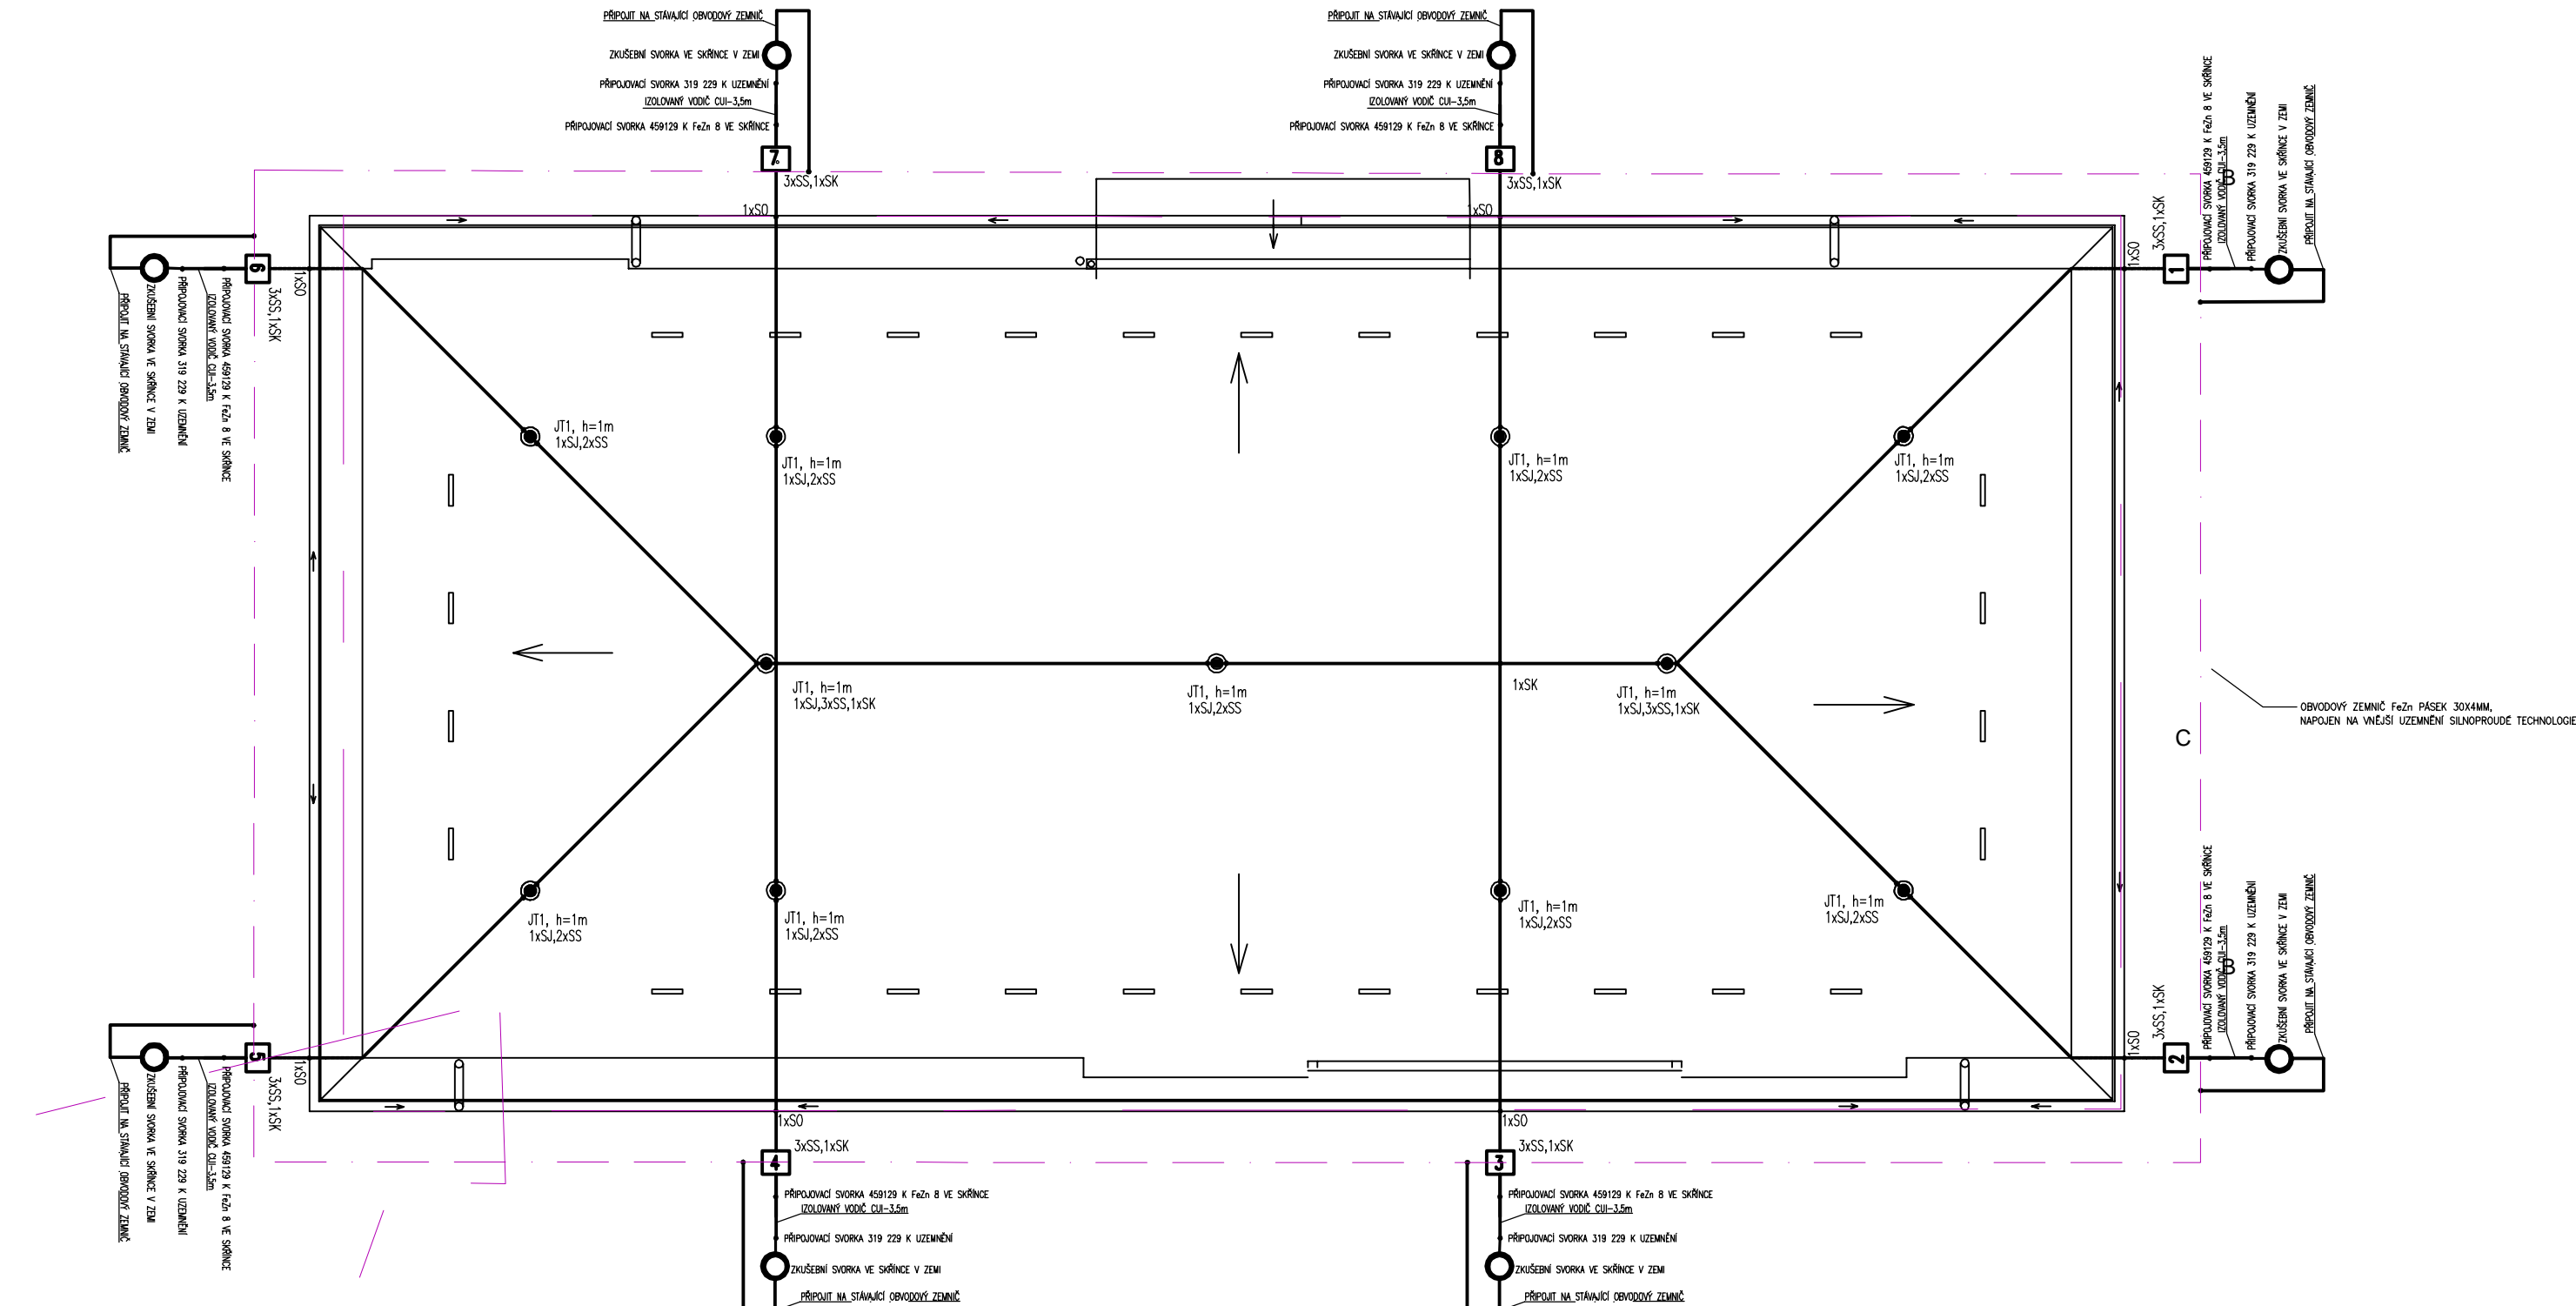 PŘIPOJIT NA STÁVAJÍCÍ OBVODOVÝ ZEMNIČ
ZKUŠEBNÍ SVORKA VE SKŘÍNCE V ZEMI
PŘIPOJOVACÍ SVORKA 319 229 K UZEMNĚNÍ
IZOLOVANÝ VODIČ CUI-3,5m
PŘIPOJOVACÍ SVORKA 459129 K FeZn 8 VE SKŘÍNCE
7
3xSS,1xSK
1xSO
PŘIPOJIT NA STÁVAJÍCÍ OBVODOVÝ ZEMNIČ
ZKUŠEBNÍ SVORKA VE SKŘÍNCE V ZEMI
PŘIPOJOVACÍ SVORKA 319 229 K UZEMNĚNÍ
IZOLOVANÝ VODIČ CUI-3,5m
PŘIPOJOVACÍ SVORKA 459129 K FeZn 8 VE SKŘÍNCE
8
3xSS,1xSK
1xSO
1xSO
3xSS,1xSK
1
PŘIPOJOVACÍ SVORKA 459129 K FeZn 8 VE SKŘÍNCE
IZOLOVANÝ VODIČ CUI-3,5m
B
PŘIPOJOVACÍ SVORKA 319 229 K UZEMNĚNÍ
ZKUŠEBNÍ SVORKA VE SKŘÍNCE V ZEMI
PŘIPOJIT NA STÁVAJÍCÍ OBVODOVÝ ZEMNIČ
6
1xSO
3xSS,1xSK
PŘIPOJOVACÍ SVORKA 459129 K FeZn 8 VE SKŘÍNCE
IZOLOVANÝ VODIČ CUI-3,5m
PŘIPOJOVACÍ SVORKA 319 229 K UZEMNĚNÍ
ZKUŠEBNÍ SVORKA VE SKŘÍNCE V ZEMI
PŘIPOJIT NA STÁVAJÍCÍ OBVODOVÝ ZEMNIČ
JT1, h=1m
1xSJ,2xSS
JT1, h=1m
1xSJ,2xSS
JT1, h=1m
1xSJ,2xSS
JT1, h=1m
1xSJ,2xSS
JT1, h=1m
1xSJ,3xSS,1xSK
JT1, h=1m
1xSJ,2xSS
1xSK
JT1, h=1m
1xSJ,3xSS,1xSK
OBVODOVÝ ZEMNIČ FeZn PÁSEK 30X4MM,
NAPOJEN NA VNĚJŠÍ UZEMNĚNÍ SILNOPROUDÉ TECHNOLOGIE
C
JT1, h=1m
1xSJ,2xSS
JT1, h=1m
1xSJ,2xSS
JT1, h=1m
1xSJ,2xSS
JT1, h=1m
1xSJ,2xSS
1xSO
3xSS,1xSK
2
PŘIPOJOVACÍ SVORKA 459129 K FeZn 8 VE SKŘÍNCE
IZOLOVANÝ VODIČ CUI-3,5m
B
PŘIPOJOVACÍ SVORKA 319 229 K UZEMNĚNÍ
ZKUŠEBNÍ SVORKA VE SKŘÍNCE V ZEMI
PŘIPOJIT NA STÁVAJÍCÍ OBVODOVÝ ZEMNIČ
5
1xSO
3xSS,1xSK
PŘIPOJOVACÍ SVORKA 459129 K FeZn 8 VE SKŘÍNCE
IZOLOVANÝ VODIČ CUI-3,5m
PŘIPOJOVACÍ SVORKA 319 229 K UZEMNĚNÍ
ZKUŠEBNÍ SVORKA VE SKŘÍNCE V ZEMI
PŘIPOJIT NA STÁVAJÍCÍ OBVODOVÝ ZEMNIČ
1xSO
3xSS,1xSK
4
PŘIPOJOVACÍ SVORKA 459129 K FeZn 8 VE SKŘÍNCE
IZOLOVANÝ VODIČ CUI-3,5m
PŘIPOJOVACÍ SVORKA 319 229 K UZEMNĚNÍ
ZKUŠEBNÍ SVORKA VE SKŘÍNCE V ZEMI
PŘIPOJIT NA STÁVAJÍCÍ OBVODOVÝ ZEMNIČ
1xSO
3xSS,1xSK
3
PŘIPOJOVACÍ SVORKA 459129 K FeZn 8 VE SKŘÍNCE
IZOLOVANÝ VODIČ CUI-3,5m
PŘIPOJOVACÍ SVORKA 319 229 K UZEMNĚNÍ
ZKUŠEBNÍ SVORKA VE SKŘÍNCE V ZEMI
PŘIPOJIT NA STÁVAJÍCÍ OBVODOVÝ ZEMNIČ